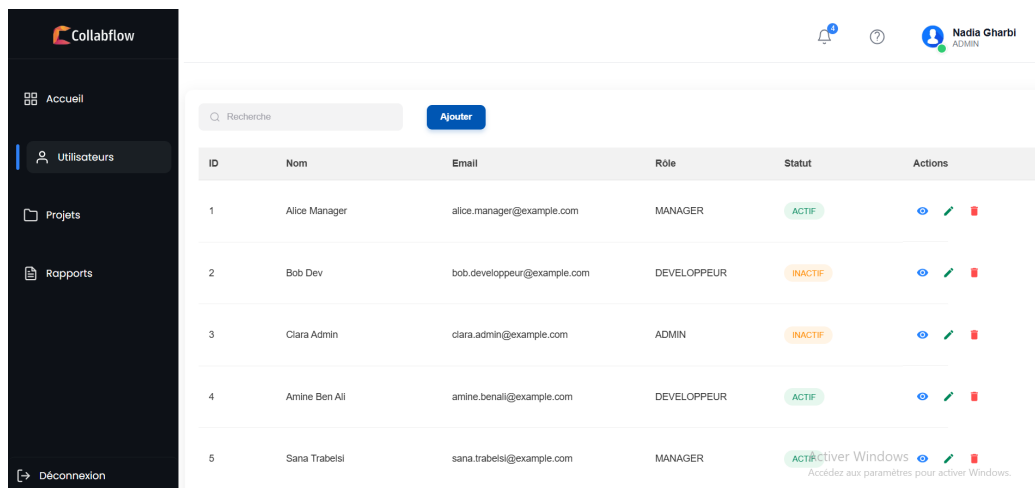 Collabflow
4
Nadia Gharbi
ADMIN
Accueil
Utilisateurs
Projets
Rapports
Déconnexion
Recherche
Ajouter
ID Nom Email Rôle Statut Actions
1 Alice Manager alice.manager@example.com MANAGER ACTIF
2 Bob Dev bob.developpeur@example.com DEVELOPPEUR INACTIF
3 Clara Admin clara.admin@example.com ADMIN INACTIF
4 Amine Ben Ali amine.benali@example.com DEVELOPPEUR ACTIF
5 Sana Trabelsi sana.trabelsi@example.com MANAGER ACTIF
Activer Windows
Accédez aux paramètres pour activer Windows.